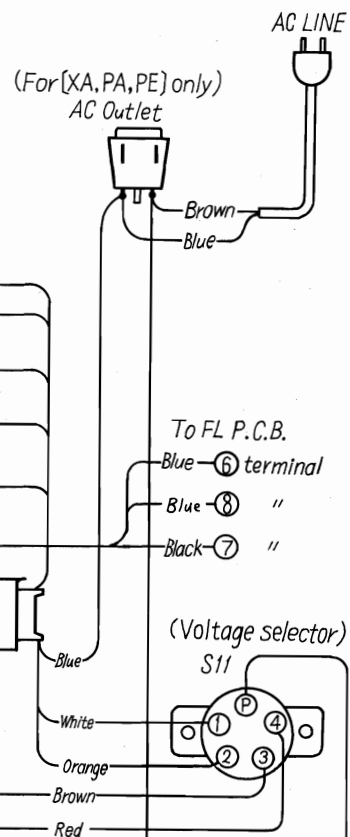 AC LINE
(For [XA, PA, PE] only)
AC Outlet
Brown
Blue
To FL P.C.B.
Blue ⑥ terminal
Blue ⑧ "
Black ⑦ "
(Voltage selector)
S11
Blue
P
White ① ④
Orange ② ③
Brown
Red